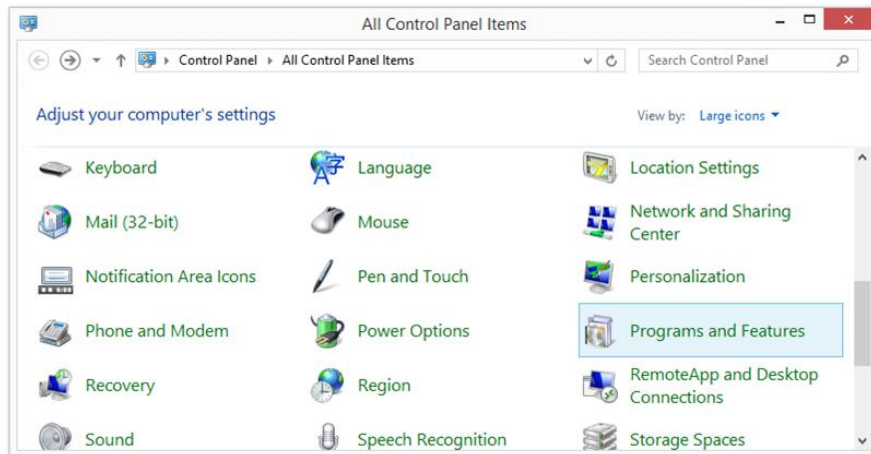 All Control Panel Items
Control Panel All Control Panel Items
Search Control Panel
Adjust your computer's settings
View by: Large icons
Keyboard
Language
Location Settings
Mail (32-bit)
Mouse
Network and Sharing
Center
Notification Area Icons
Pen and Touch
Personalization
Phone and Modem
Power Options
Programs and Features
Recovery
Region
RemoteApp and Desktop
Connections
Sound
Speech Recognition
Storage Spaces